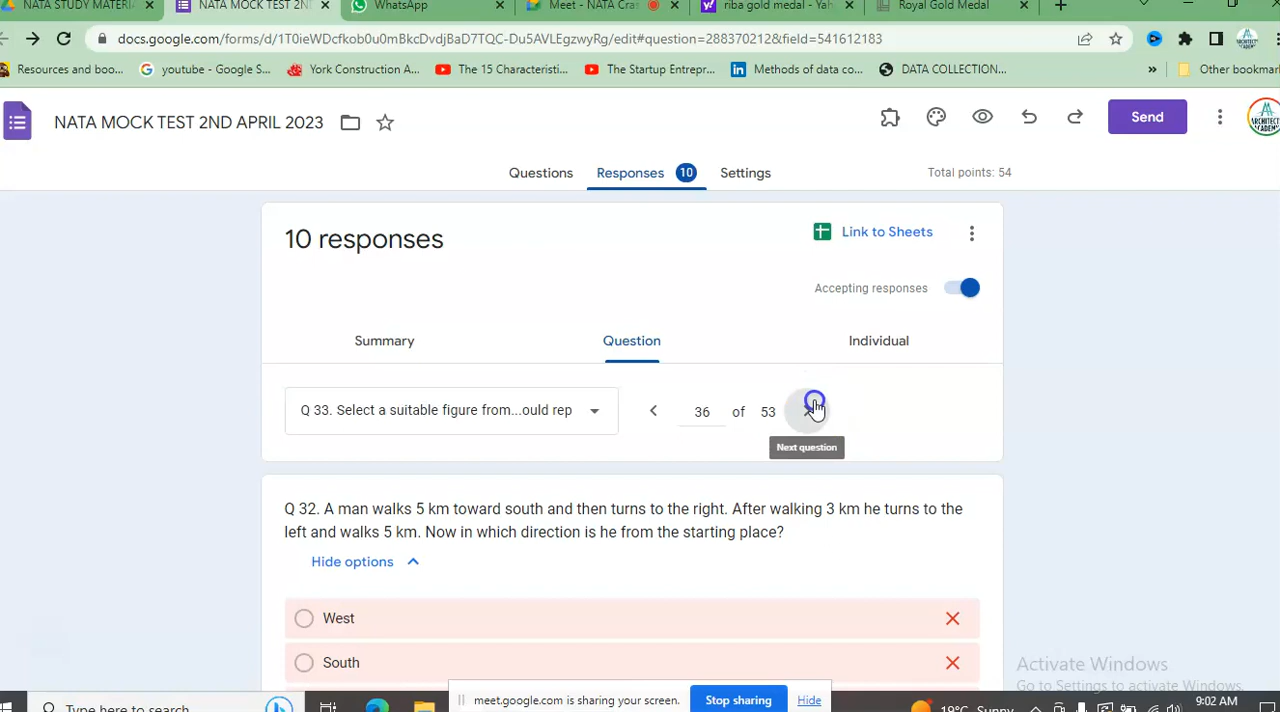 NATA STUDY MATERI
NATA MOCK TEST 2ND
WhatsApp
Meet - NATA Cras
riba gold medal - Yah
Royal Gold Medal
docs.google.com/forms/d/1T0ieWDcfkob0u0mBkcDvdjBaD7TQC-Du5AVLEgzwyRg/edit#question=288370212&field=541612183
Resources and boo...
youtube - Google S...
York Construction A...
The 15 Characteristi...
The Startup Entrepr...
Methods of data co...
DATA COLLECTION...
»
Other bookmar
NATA MOCK TEST 2ND APRIL 2023
Send
ARCHITECT
ACADEMY
Questions
Responses 10
Settings
Total points: 54
10 responses
Link to Sheets
Accepting responses
Summary
Question
Individual
Q 33. Select a suitable figure from...ould rep
36 of 53
Next question
Q 32. A man walks 5 km toward south and then turns to the right. After walking 3 km he turns to the
left and walks 5 km. Now in which direction is he from the starting place?
Hide options
West
South
Activate Windows
Go to Settings to activate Windows.
Type here to search
meet.google.com is sharing your screen.
Stop sharing
Hide
19°C Sunny
9:02 AM